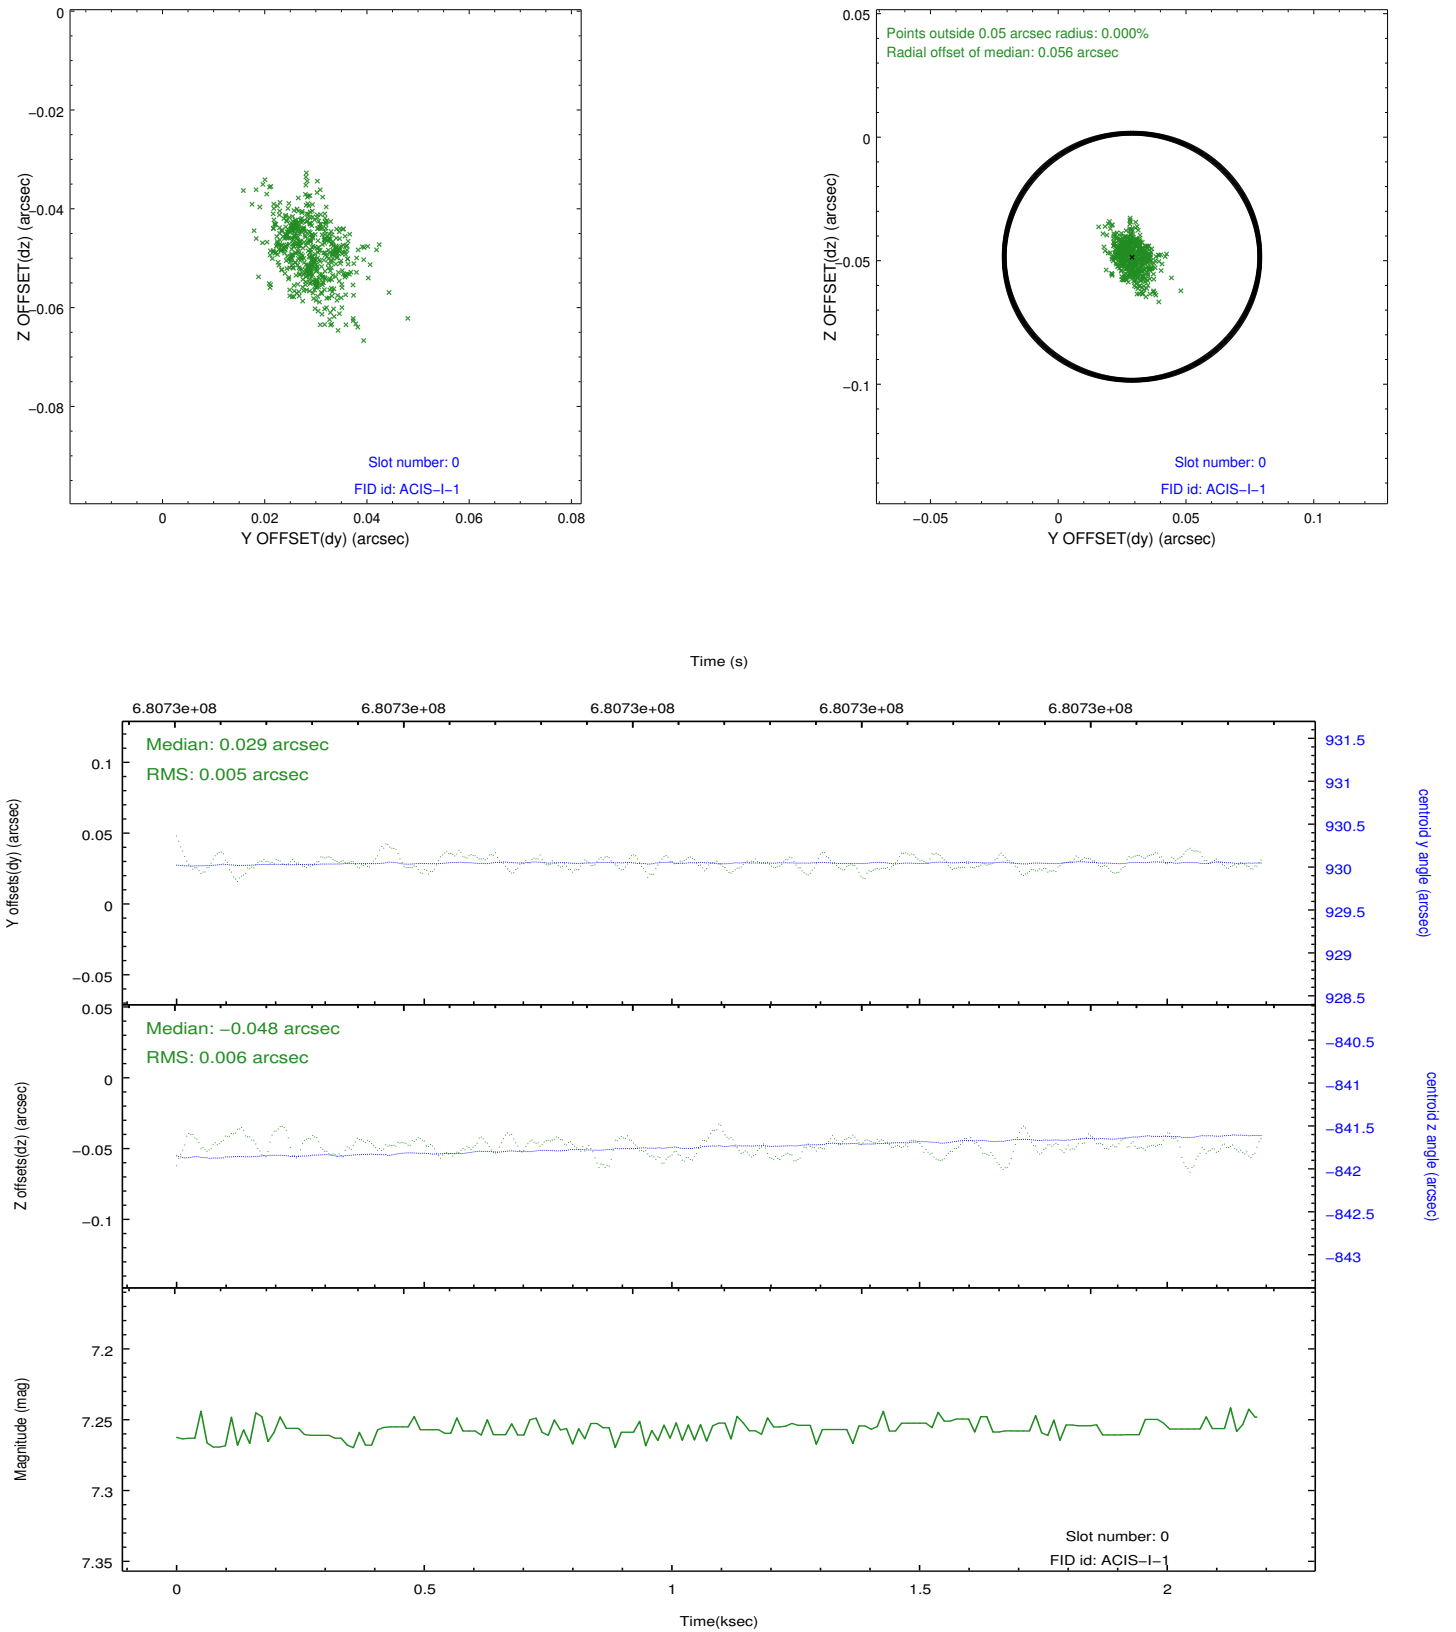 0
−0.02
−0.04
−0.06
−0.08
Z OFFSET(dz) (arcsec)
Slot number: 0
FID id: ACIS−I−1
0 0.02 0.04 0.06 0.08
Y OFFSET(dy) (arcsec)
Points outside 0.05 arcsec radius: 0.000%
Radial offset of median: 0.056 arcsec
0.05
0
−0.05
−0.1
Z OFFSET(dz) (arcsec)
Slot number: 0
FID id: ACIS−I−1
−0.05 0 0.05 0.1
Y OFFSET(dy) (arcsec)
Time (s)
6.8073e+08 6.8073e+08 6.8073e+08 6.8073e+08 6.8073e+08
Median: 0.029 arcsec
RMS: 0.005 arcsec
0.1
0.05
0
−0.05
Y offsets(dy) (arcsec)
931.5
931
930.5
930
929.5
929
928.5
centroid y angle (arcsec)
Median: −0.048 arcsec
RMS: 0.006 arcsec
0.05
0
−0.05
−0.1
Z offsets(dz) (arcsec)
−840.5
−841
−841.5
−842
−842.5
−843
centroid z angle (arcsec)
7.2
7.25
7.3
7.35
Magnitude (mag)
Slot number: 0
FID id: ACIS−I−1
0 0.5 1 1.5 2
Time(ksec)